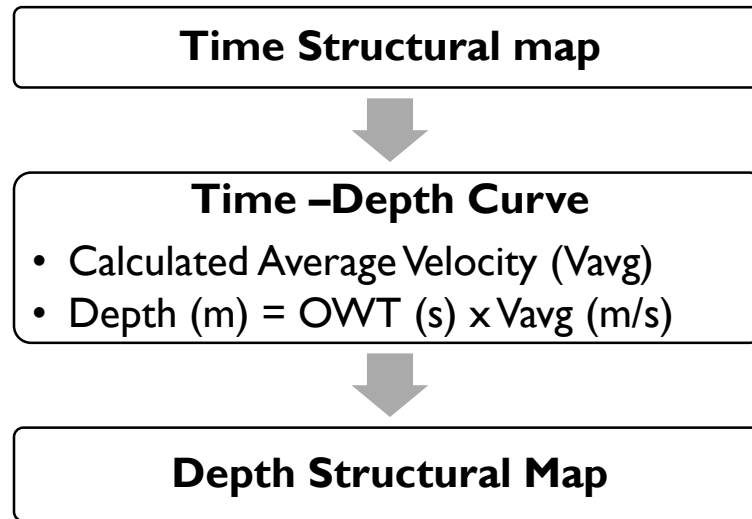 Time Structural map
Time –Depth Curve
• Calculated Average Velocity (Vavg)
• Depth (m) = OWT (s) x Vavg (m/s)
Depth Structural Map